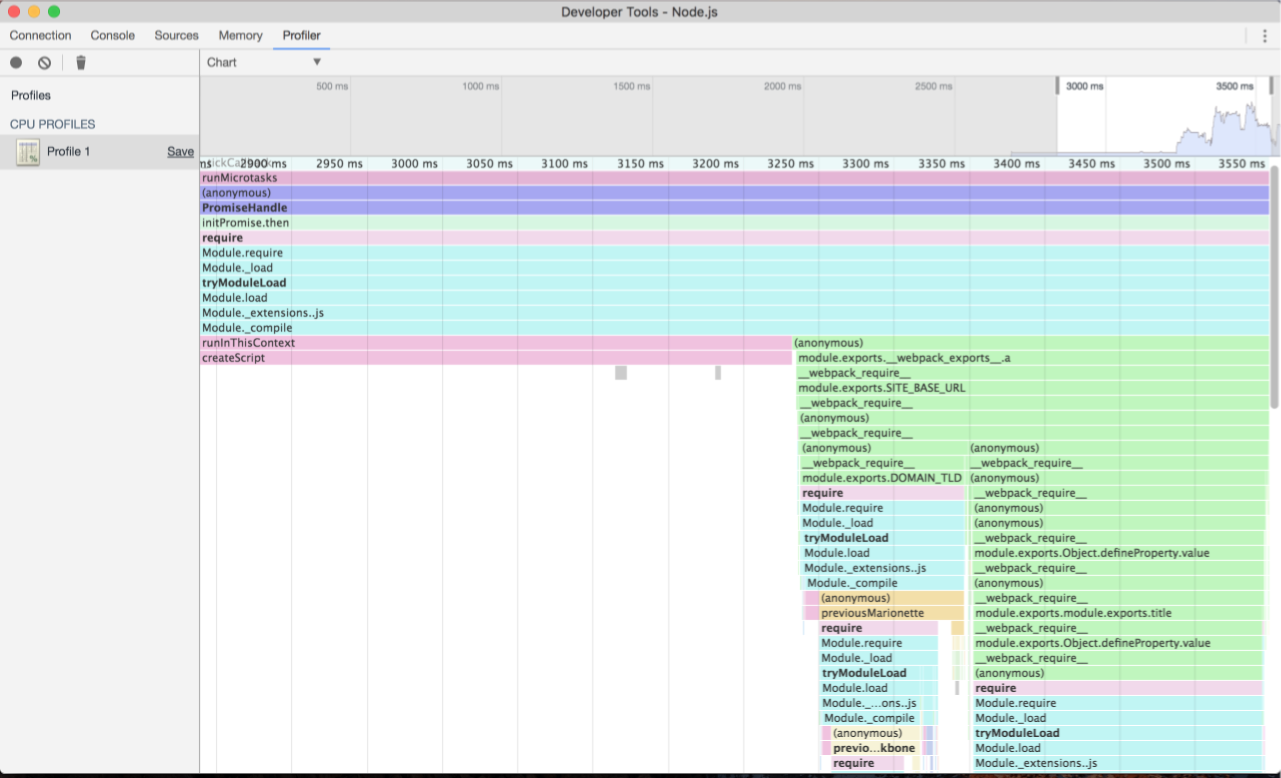 Developer Tools - Node.js
Connection Console Sources Memory Profiler
Chart ▼
Profiles
CPU PROFILES
Profile 1 Save
500 ms 1000 ms 1500 ms 2000 ms 2500 ms 3000 ms 3500 ms
ms 2900 ms 2950 ms 3000 ms 3050 ms 3100 ms 3150 ms 3200 ms 3250 ms 3300 ms 3350 ms 3400 ms 3450 ms 3500 ms 3550 ms
runMicrotasks
(anonymous)
PromiseHandle
initPromise.then
require
Module.require
Module._load
tryModuleLoad
Module.load
Module._extensions..js
Module._compile
runInThisContext (anonymous)
createScript module.exports.__webpack_exports__.a
__webpack_require__
module.exports.SITE_BASE_URL
__webpack_require__
(anonymous)
__webpack_require__
(anonymous) (anonymous)
__webpack_require__ __webpack_require__
module.exports.DOMAIN_TLD (anonymous)
require __webpack_require__
Module.require (anonymous)
Module._load (anonymous)
tryModuleLoad __webpack_require__
Module.load module.exports.Object.defineProperty.value
Module._extensions..js __webpack_require__
Module._compile (anonymous)
(anonymous) __webpack_require__
previousMarionette module.exports.module.exports.title
require __webpack_require__
Module.require module.exports.Object.defineProperty.value
Module._load __webpack_require__
tryModuleLoad (anonymous)
Module.load require
Module._...ons..js Module.require
Module._compile Module._load
(anonymous) tryModuleLoad
previo...kbone Module.load
require Module._extensions..js